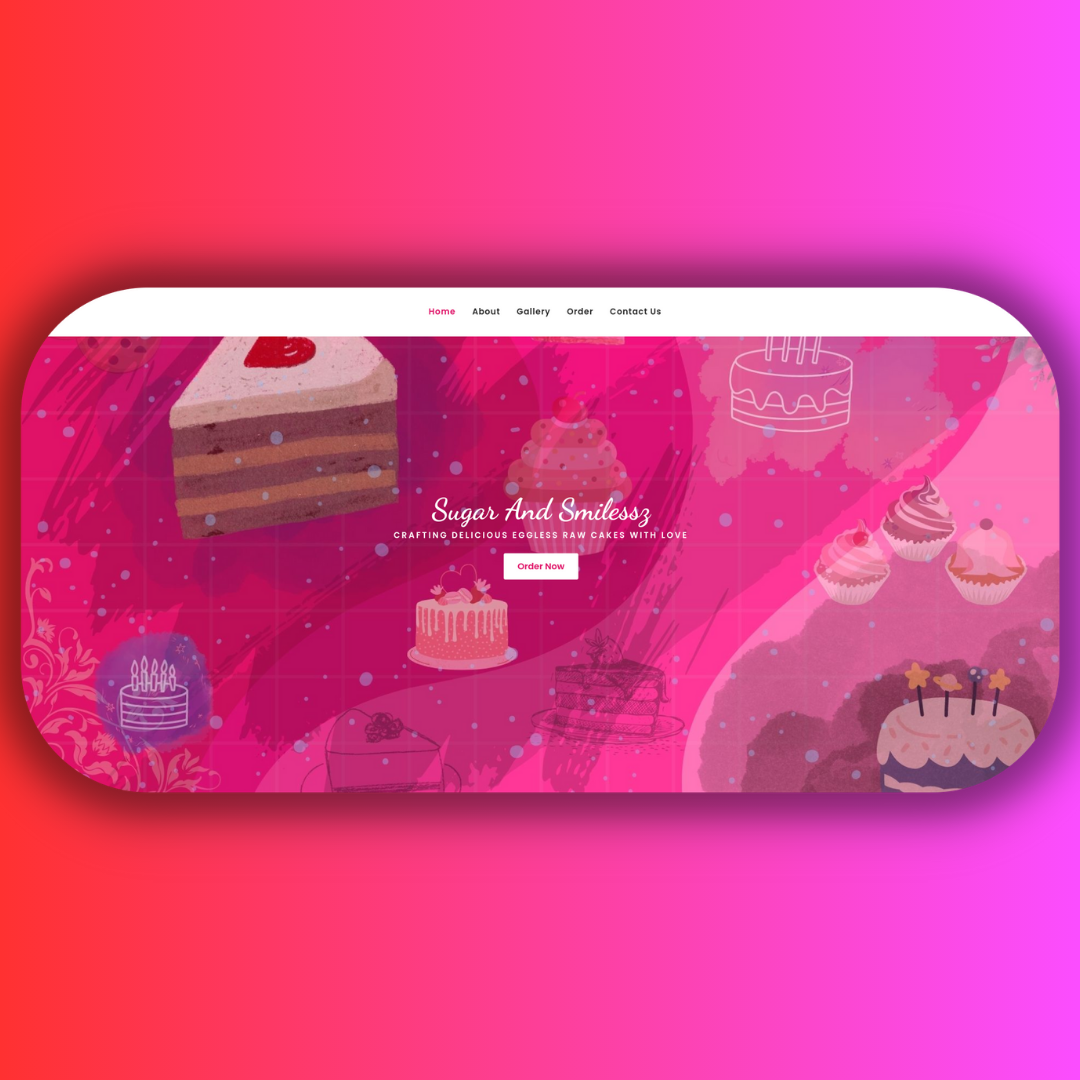 Home About Gallery Order Contact Us
Sugar And Smilessz
CRAFTING DELICIOUS EGGLESS RAW CAKES WITH LOVE
Order Now